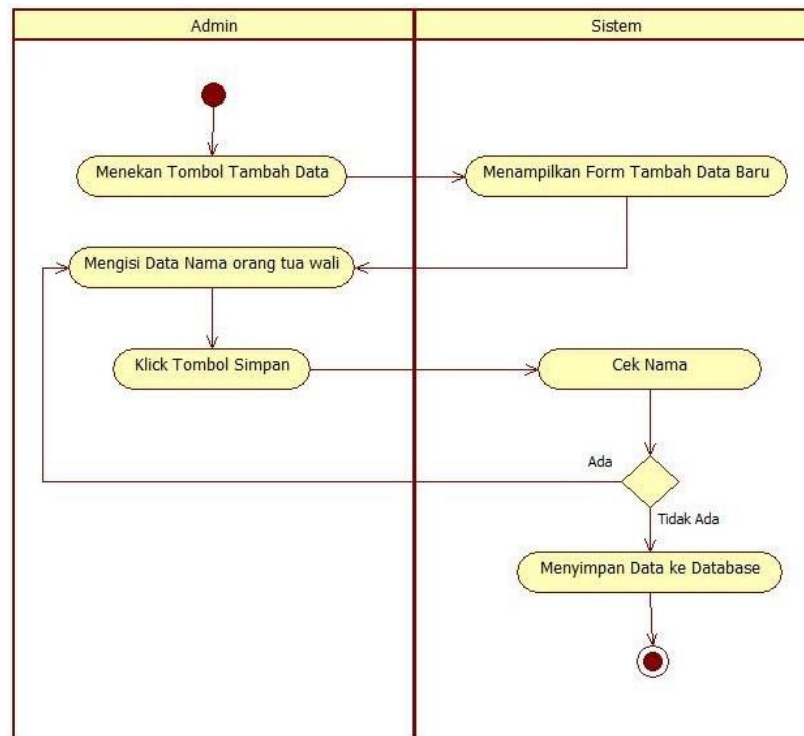 Admin
Sistem
Menekan Tombol Tambah Data
Menampilkan Form Tambah Data Baru
Mengisi Data Nama orang tua wali
Klick Tombol Simpan
Cek Nama
Ada
Tidak Ada
Menyimpan Data ke Database